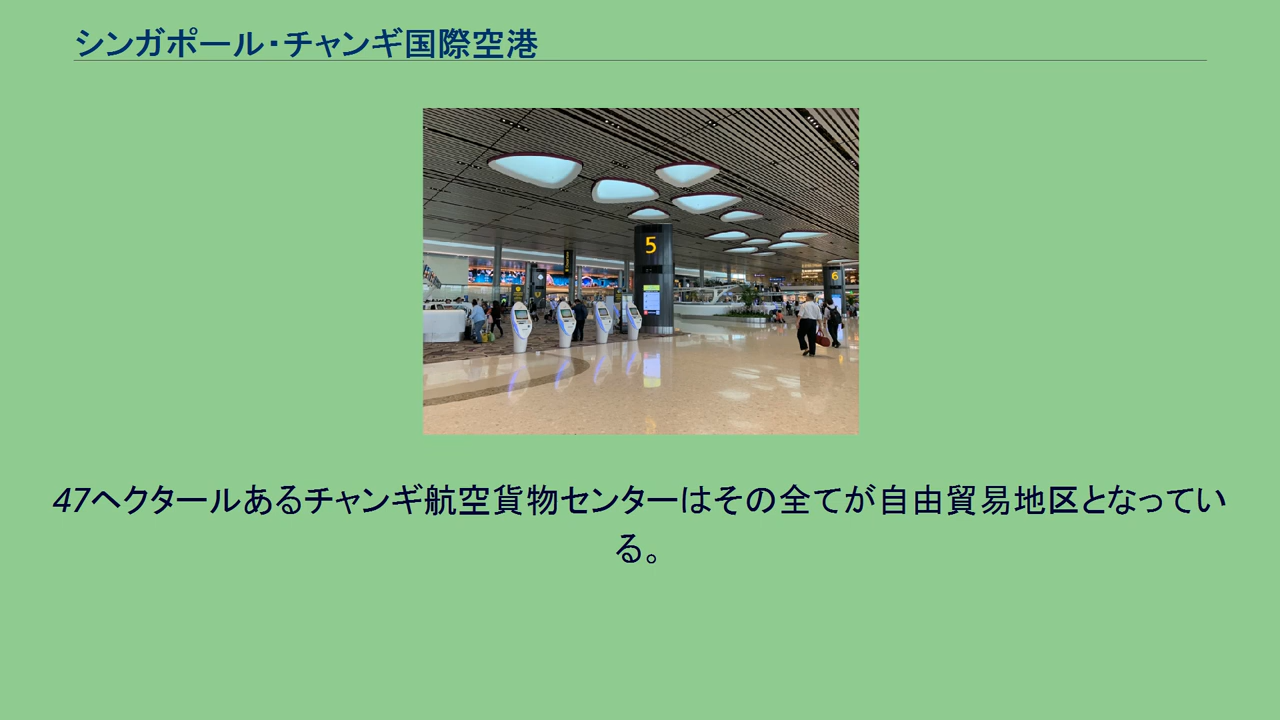 シンガポール・チャンギ国際空港
5
6
47ヘクタールあるチャンギ航空貨物センターはその全てが自由貿易地区となってい
る。